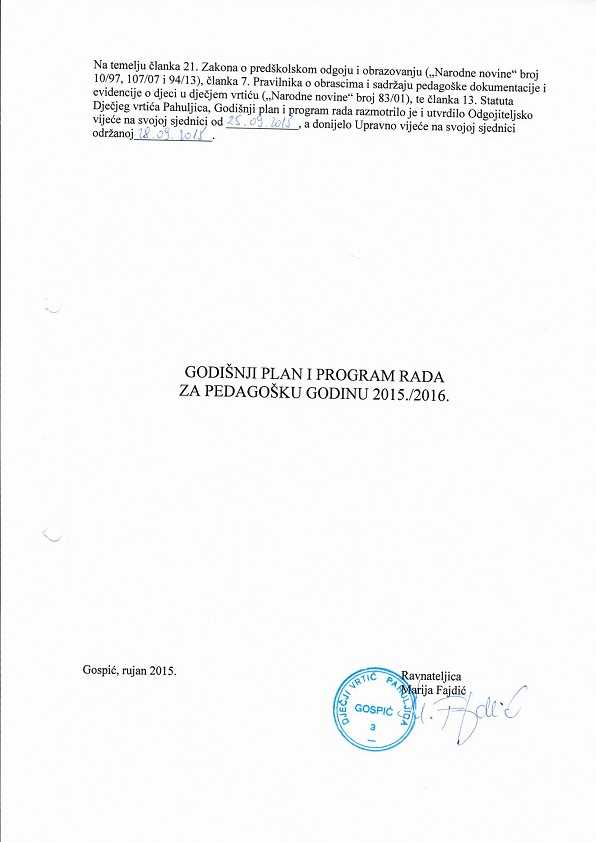 Na temelju članka 21. Zakona o predškolskom odgoju i obrazovanju („Narodne novine“ broj
10/97, 107/07 i 94/13), članka 7. Pravilnika o obrascima i sadržaju pedagoške dokumentacije i
evidencije o djeci u dječjem vrtiću („Narodne novine“ broj 83/01), te članka 13. Statuta
Dječjeg vrtića Pahuljica, Godišnji plan i program rada razmotrilo je i utvrdilo Odgojiteljsko
vijeće na svojoj sjednici od 25.09.2015, a donijelo Upravno vijeće na svojoj sjednici
održanoj 28.09.2015.
GODIŠNJI PLAN I PROGRAM RADA
ZA PEDAGOŠKU GODINU 2015./2016.
Gospić, rujan 2015.
Ravnateljica
Marija Fajdić
DJEČJI VRTIĆ PAHULJICA
GOSPIĆ
3
M. Fajdić